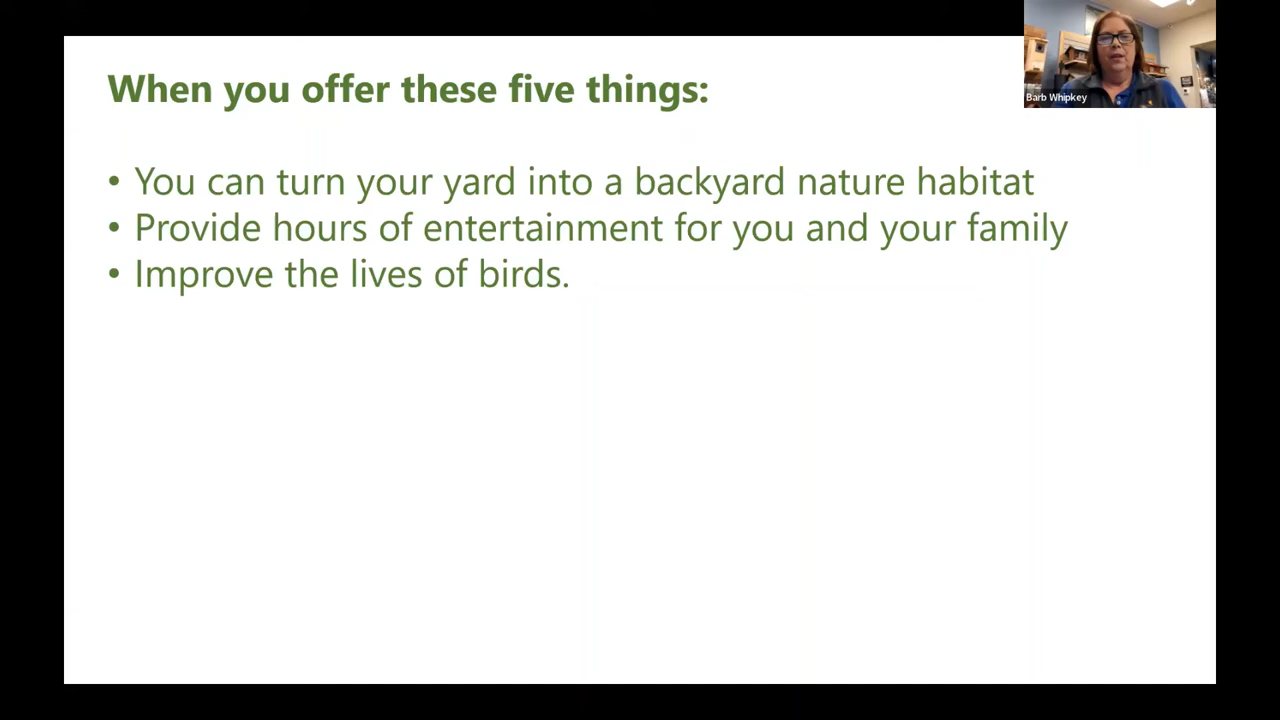 When you offer these five things:
Barb Whipkey
• You can turn your yard into a backyard nature habitat
• Provide hours of entertainment for you and your family
• Improve the lives of birds.